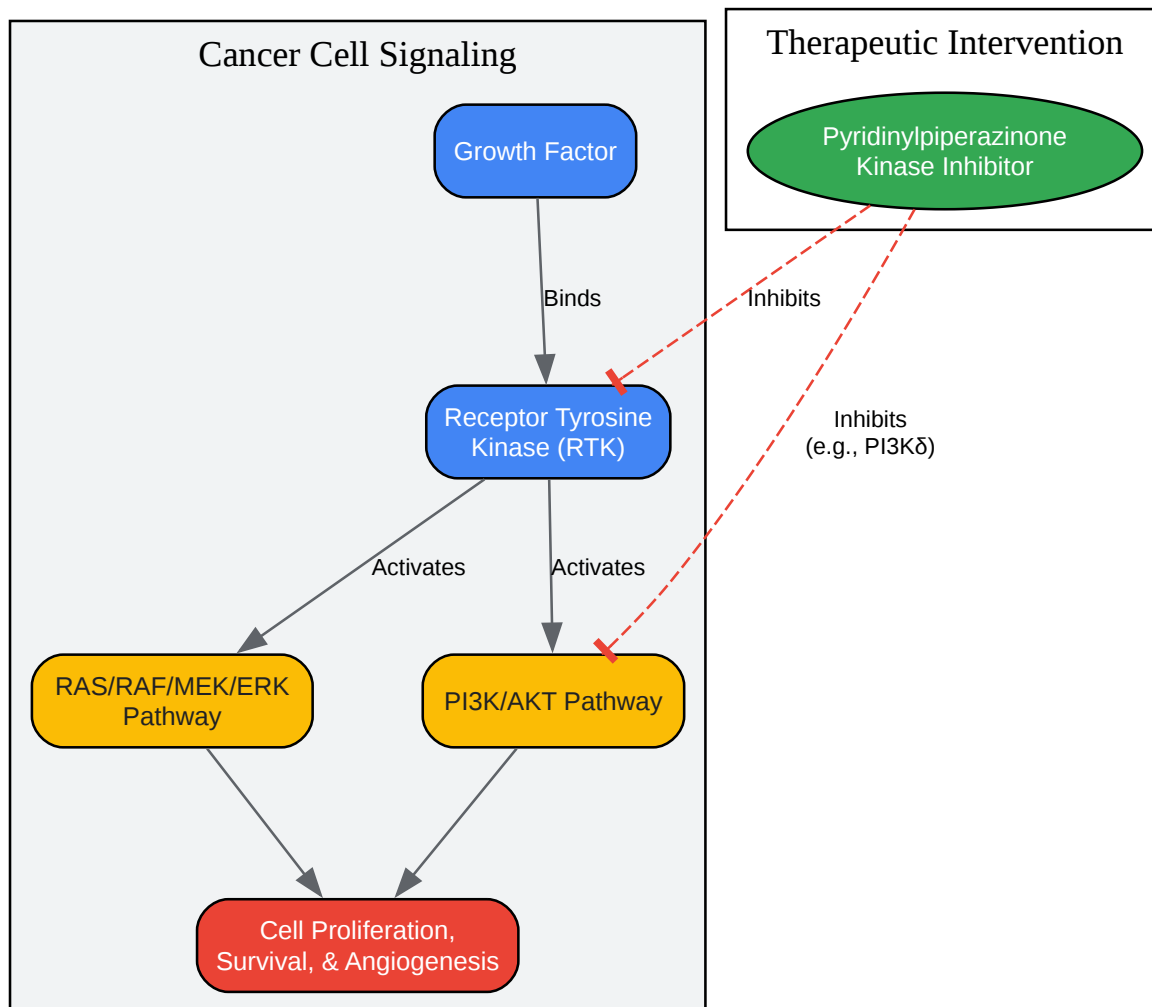 Cancer Cell Signaling
Therapeutic Intervention
Growth Factor
Pyridinylpiperazinone
Kinase Inhibitor
Binds
Inhibits
Receptor Tyrosine
Kinase (RTK)
Inhibits
(e.g., PI3Kδ)
Activates
Activates
RAS/RAF/MEK/ERK
Pathway
PI3K/AKT Pathway
Cell Proliferation,
Survival, & Angiogenesis